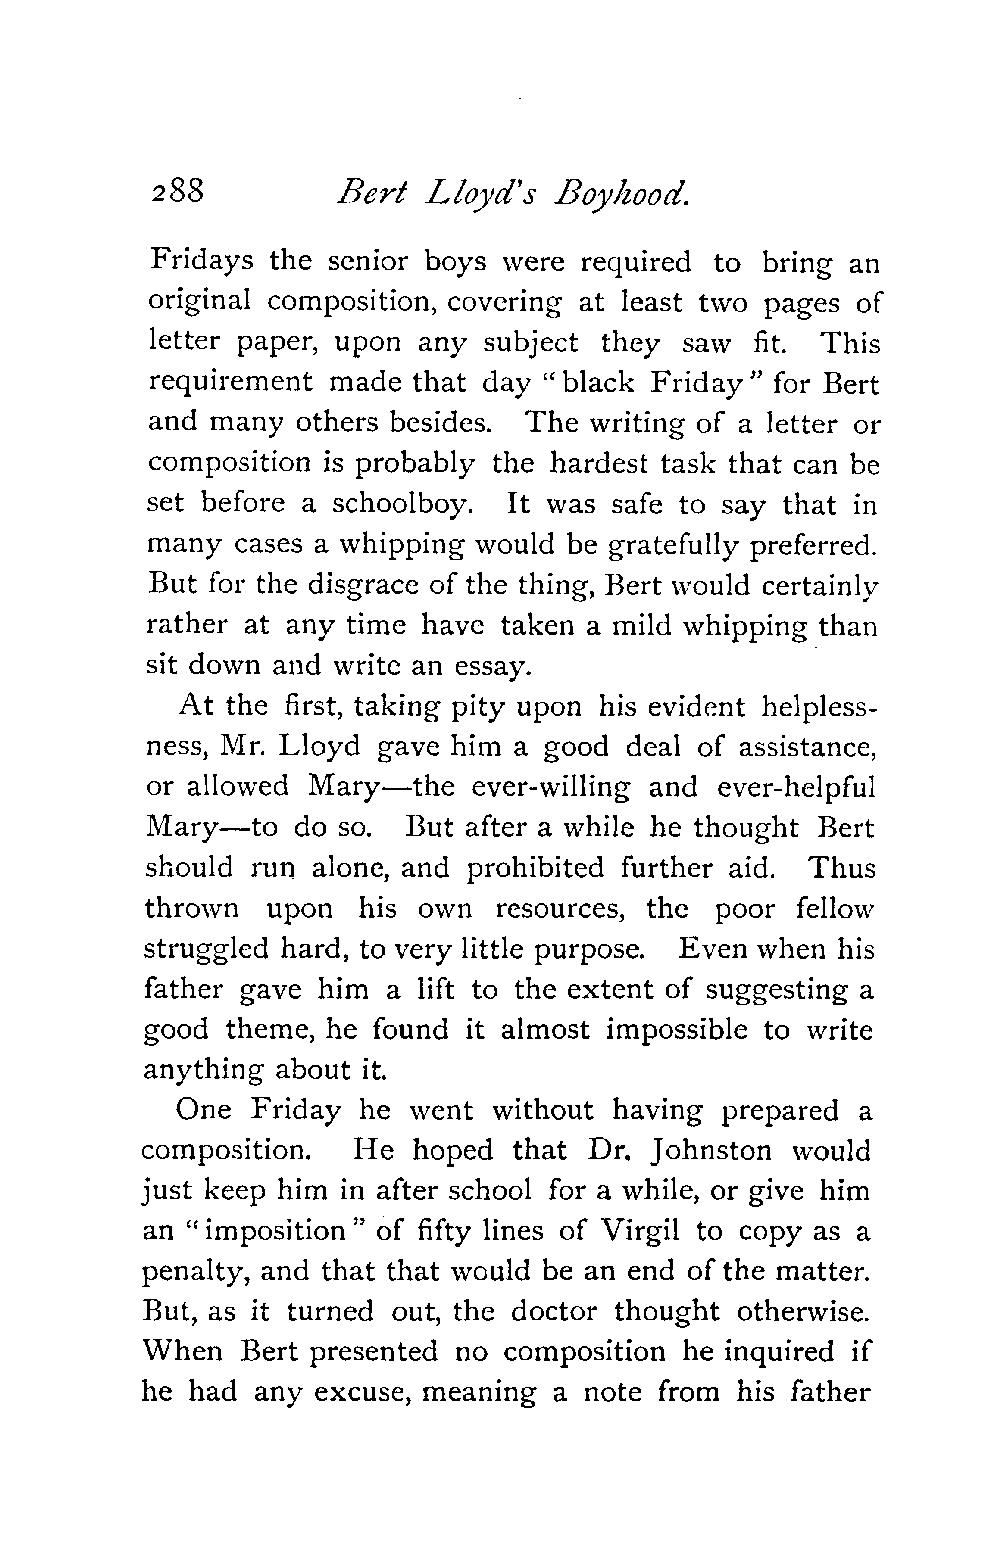 288 Bert Lloyd's Boyhood.
Fridays the senior boys were required to bring an
original composition, covering at least two pages of
letter paper, upon any subject they saw fit. This
requirement made that day “black Friday” for Bert
and many others besides. The writing of a letter or
composition is probably the hardest task that can be
set before a schoolboy. It was safe to say that in
many cases a whipping would be gratefully preferred.
But for the disgrace of the thing, Bert would certainly
rather at any time have taken a mild whipping than
sit down and write an essay.
At the first, taking pity upon his evident helpless-
ness, Mr. Lloyd gave him a good deal of assistance,
or allowed Mary—the ever-willing and ever-helpful
Mary—to do so. But after a while he thought Bert
should run alone, and prohibited further aid. Thus
thrown upon his own resources, the poor fellow
struggled hard, to very little purpose. Even when his
father gave him a lift to the extent of suggesting a
good theme, he found it almost impossible to write
anything about it.
One Friday he went without having prepared a
composition. He hoped that Dr. Johnston would
just keep him in after school for a while, or give him
an “imposition” of fifty lines of Virgil to copy as a
penalty, and that that would be an end of the matter.
But, as it turned out, the doctor thought otherwise.
When Bert presented no composition he inquired if
he had any excuse, meaning a note from his father